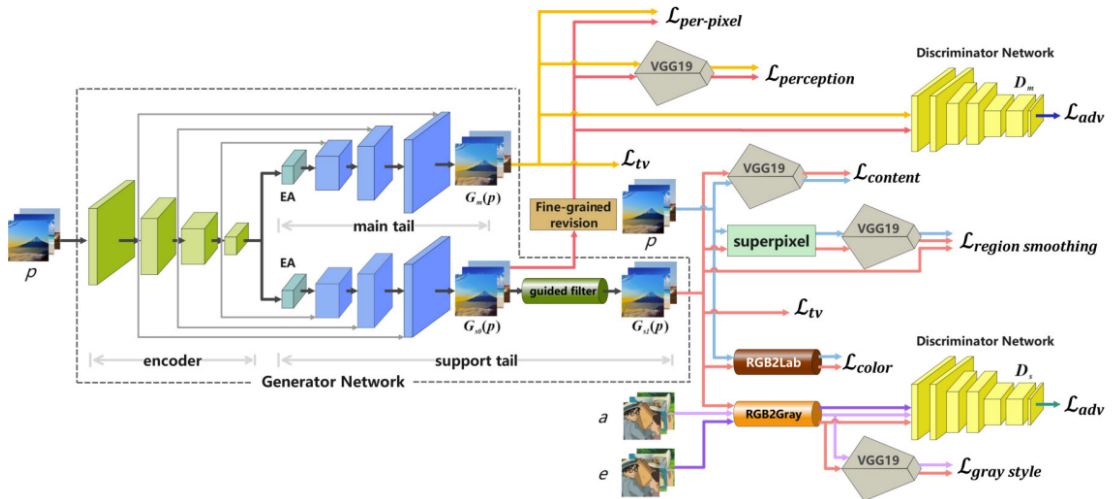 ℒper-pixel
VGG19
ℒperception
Discriminator Network
Dm
ℒadv
EA
Gm(p)
ℒtv
main tail
Fine-grained
revision
p
VGG19
ℒcontent
p
superpixel
VGG19
ℒregion smoothing
EA
guided filter
Gs0(p)
Gs1(p)
ℒtv
encoder
support tail
Generator Network
RGB2Lab
ℒcolor
Discriminator Network
Ds
ℒadv
a
RGB2Gray
e
VGG19
ℒgray style